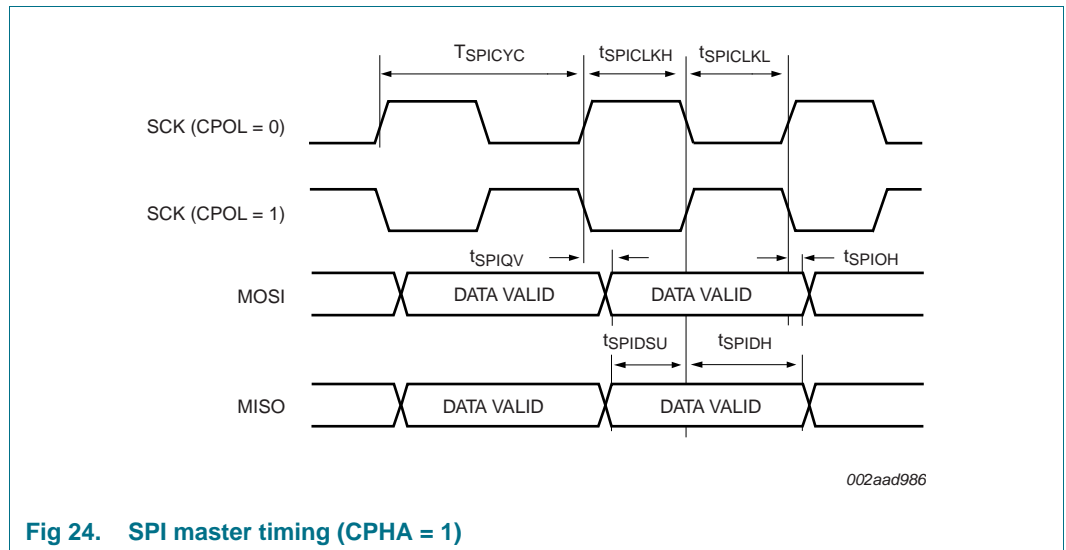 TSPICYC tSPICLKH tSPICLKL
SCK (CPOL = 0)
SCK (CPOL = 1)
tSPIQV tSPIOH
MOSI DATA VALID DATA VALID
tSPIDSU tSPIDH
MISO DATA VALID DATA VALID
002aad986
Fig 24. SPI master timing (CPHA = 1)